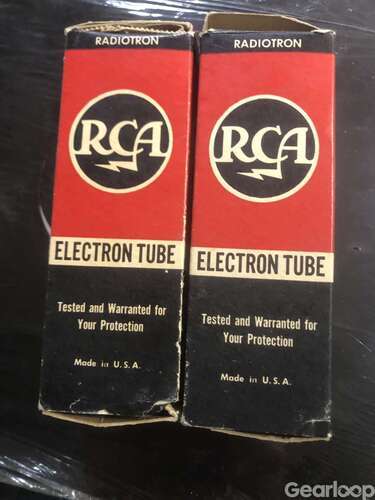 RADIOTRON
RCA
ELECTRON TUBE
Tested and Warranted for
Your Protection
Made in U.S.A.
RADIOTRON
RCA
ELECTRON TUBE
Tested and Warranted for
Your Protection
Made in U.S.A.
Gearloop